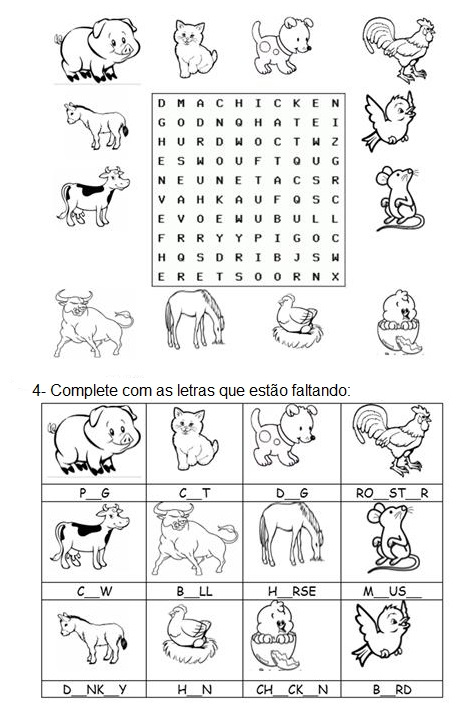 D M A C H I C K E N
G O D N Q H A T E I
H U R D W O C T W Z
E S W O U F T Q U G
N E U N E T A C S R
V A H K A U F Q S C
E V O E W U B U L L
F R R Y Y P I G O C
H Q S D R I B J S W
E R E T S O O R N X
4- Complete com as letras que estão faltando:
P__G C__T D__G RO__ST__R
C__W B__LL H__RSE M__US__
D__NK__Y H__N CH__CK__N B__RD